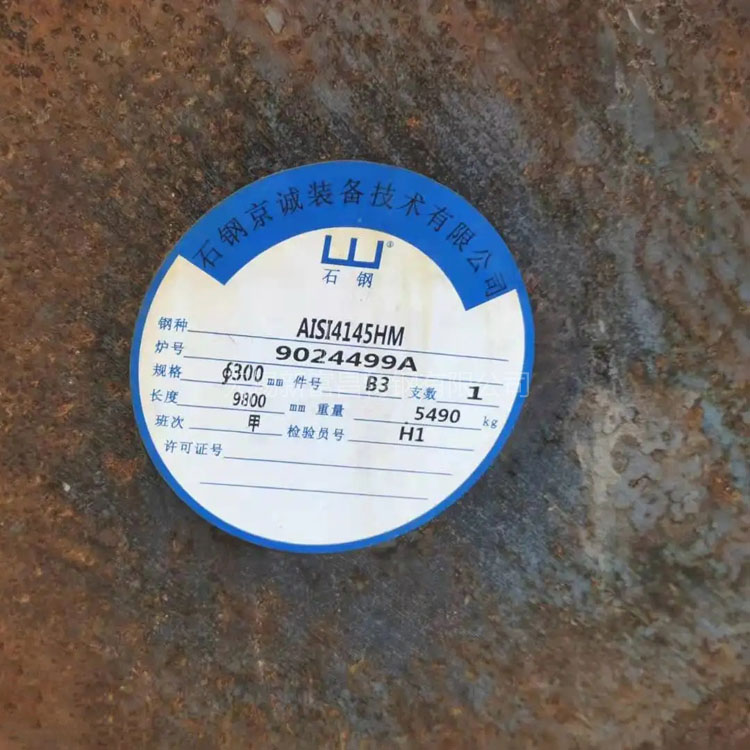 石钢京诚装备技术有限公司
®
石钢
钢种 AISI4145HM
炉号 9024499A
规格 ∮300 mm 件号 B3 支数 1
长度 9800 mm 重量 5490 kg
班次 甲 检验员号 H1
许可证号